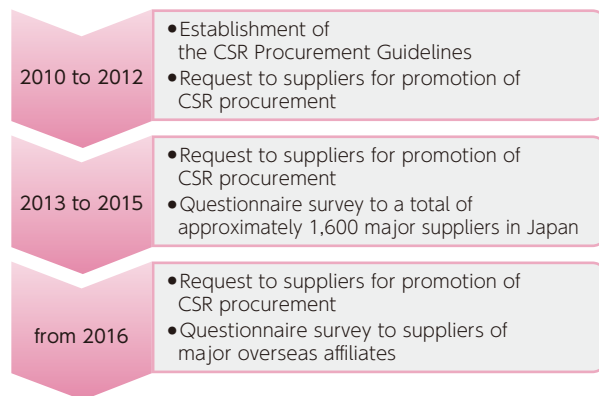 2010 to 2012
•Establishment of
the CSR Procurement Guidelines
•Request to suppliers for promotion of
CSR procurement
2013 to 2015
•Request to suppliers for promotion of
CSR procurement
•Questionnaire survey to a total of
approximately 1,600 major suppliers in Japan
from 2016
•Request to suppliers for promotion of
CSR procurement
•Questionnaire survey to suppliers of
major overseas affiliates